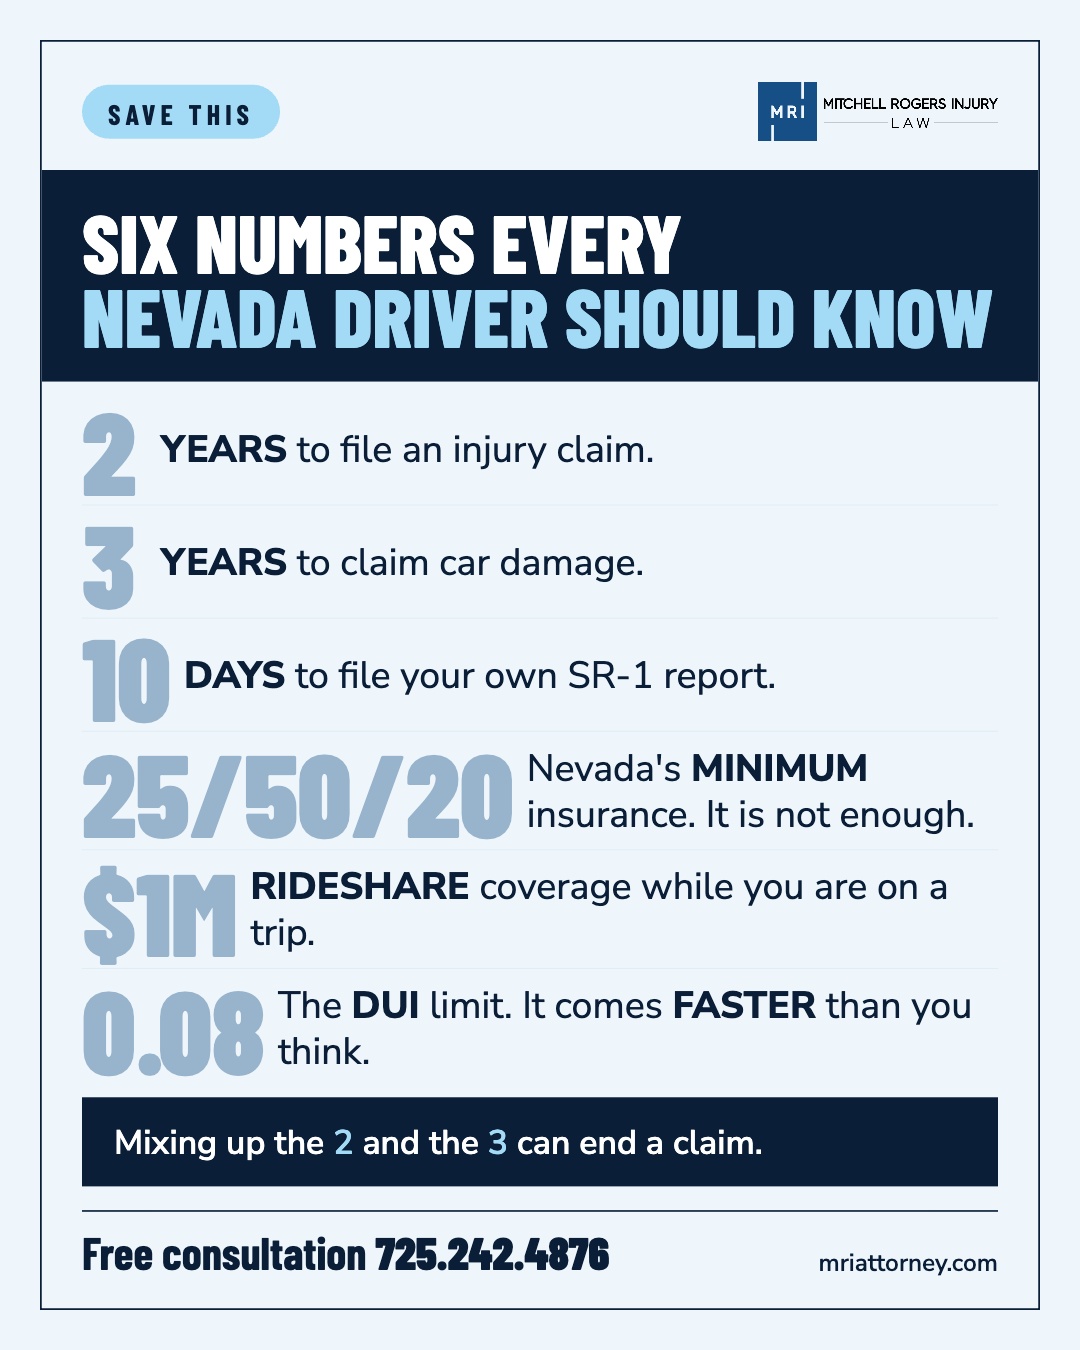 SAVE THIS
MRI
MITCHELL ROGERS INJURY
LAW
SIX NUMBERS EVERY
NEVADA DRIVER SHOULD KNOW
2 YEARS to file an injury claim.
3 YEARS to claim car damage.
10 DAYS to file your own SR-1 report.
25/50/20 Nevada's MINIMUM
insurance. It is not enough.
$1M RIDESHARE coverage while you are on a
trip.
0.08 The DUI limit. It comes FASTER than you
think.
Mixing up the 2 and the 3 can end a claim.
Free consultation 725.242.4876
mriattorney.com